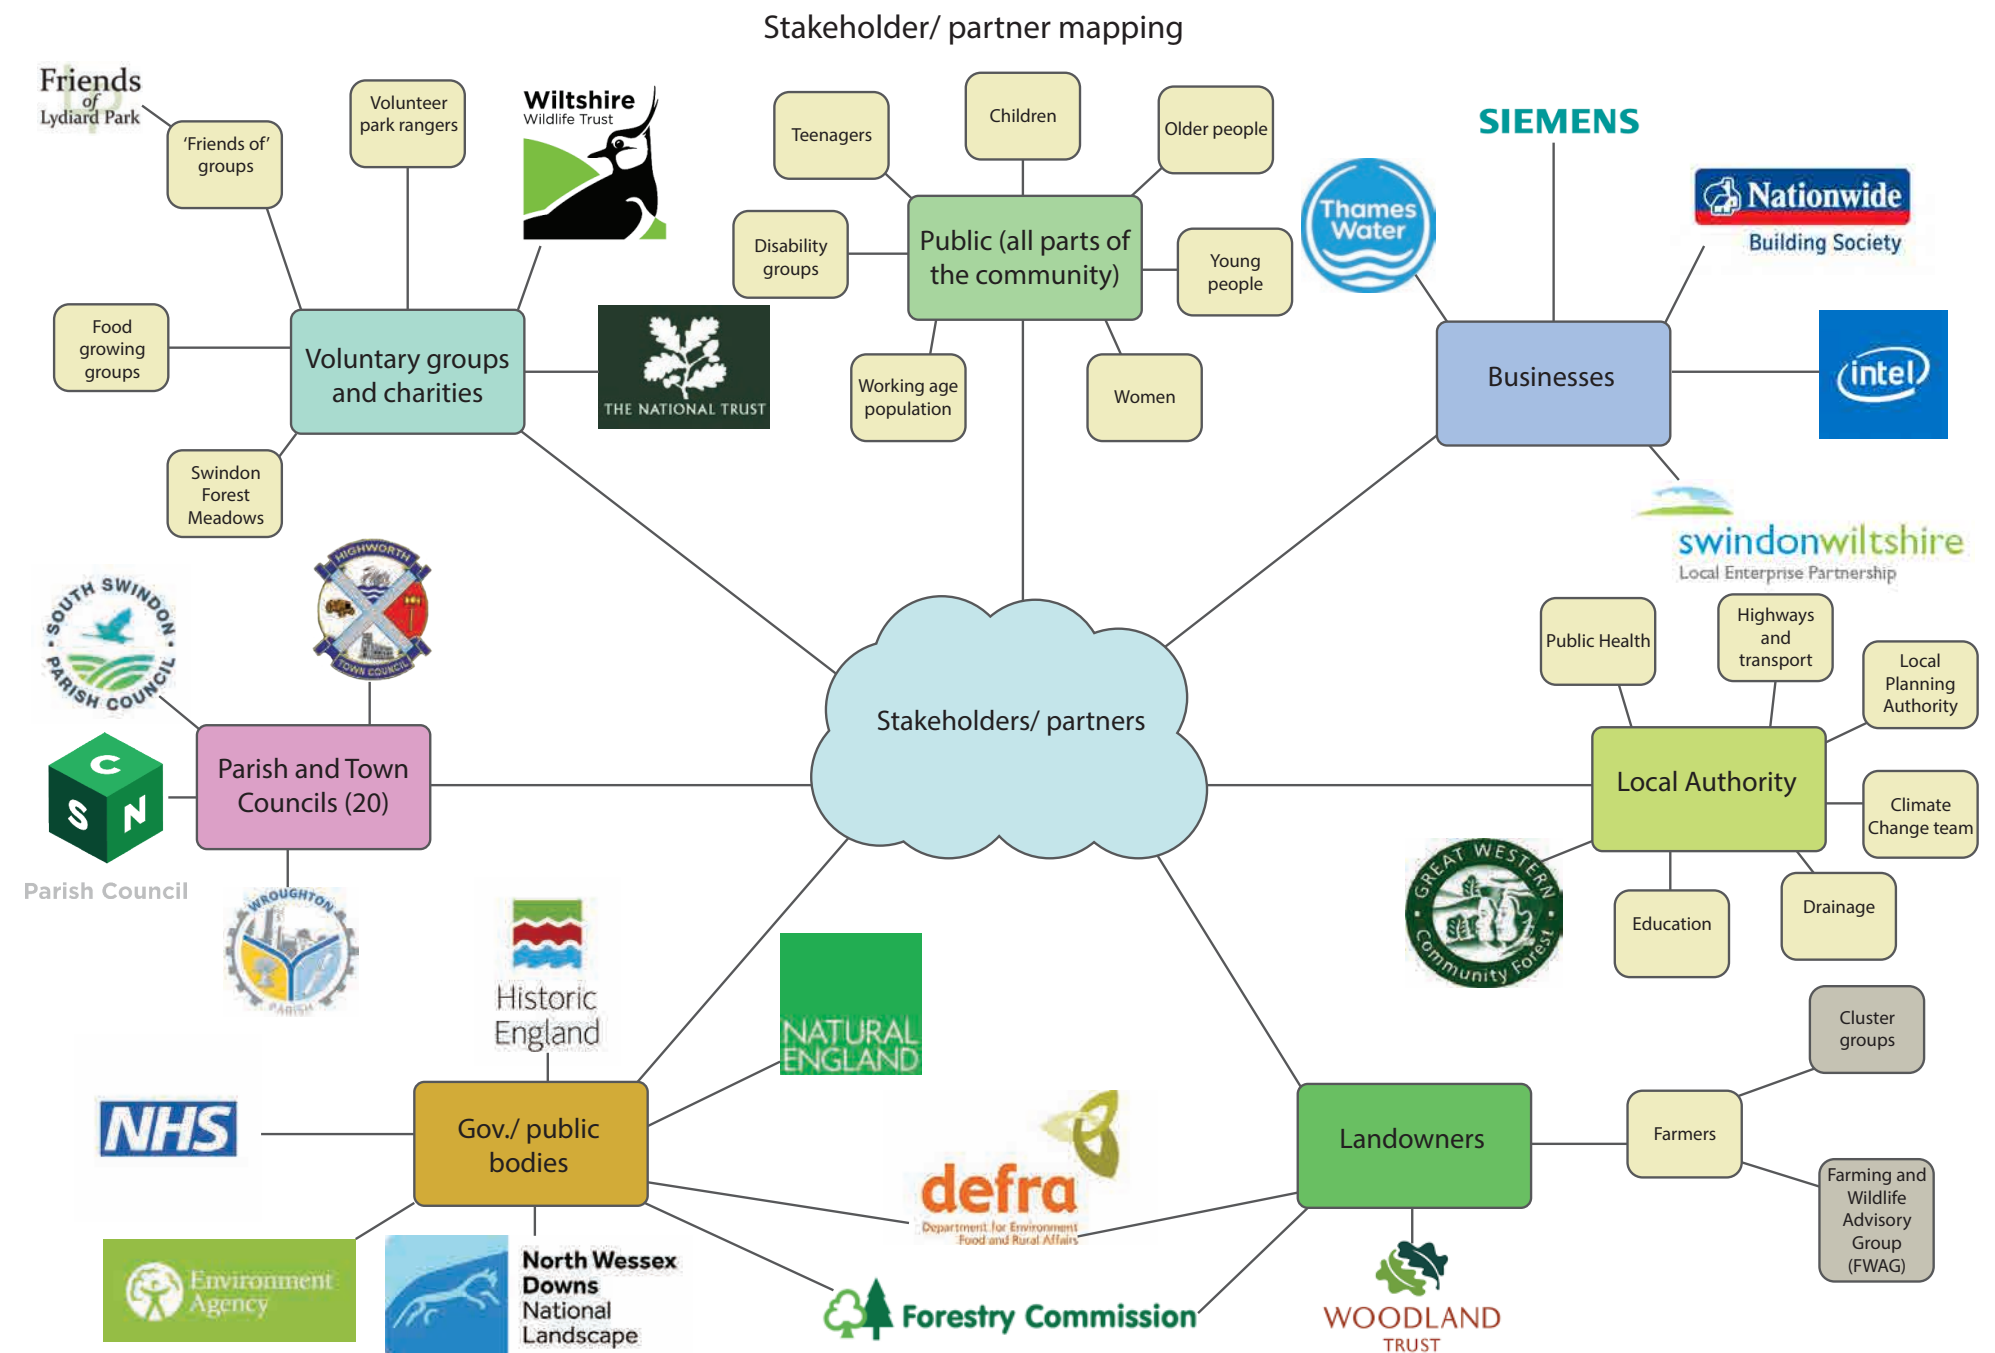 Stakeholder/ partner mapping
Friends
of
Lydiard Park
'Friends of'
groups
Volunteer
park rangers
Wiltshire
Wildlife Trust
Food
growing
groups
Voluntary groups
and charities
THE NATIONAL TRUST
Swindon
Forest
Meadows
Teenagers
Children
Older people
Disability
groups
Public (all parts of
the community)
Young
people
Working age
population
Women
SIEMENS
Thames
Water
Nationwide
Building Society
Businesses
intel
swindonwiltshire
Local Enterprise Partnership
SOUTH SWINDON
PARISH COUNCIL
HIGHWORTH
TOWN COUNCIL
Parish and Town
Councils (20)
C
S N
Parish Council
WROUGHTON
PARISH
Stakeholders/ partners
Public Health
Highways
and
transport
Local
Planning
Authority
Local Authority
Climate
Change team
GREAT WESTERN
Community Forest
Education
Drainage
Historic
England
NATURAL
ENGLAND
NHS
Gov./ public
bodies
Environment
Agency
North Wessex
Downs
National
Landscape
defra
Department for Environment
Food and Rural Affairs
Forestry Commission
Landowners
WOODLAND
TRUST
Farmers
Cluster
groups
Farming and
Wildlife
Advisory
Group
(FWAG)